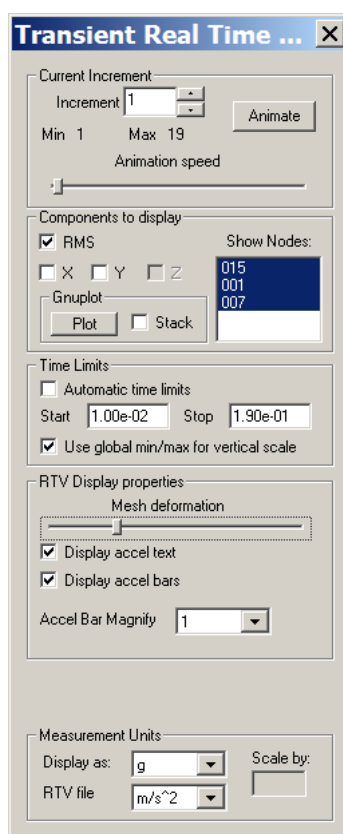 Transient Real Time ...
Current Increment
Increment 1
Animate
Min 1 Max 19
Animation speed
Components to display
RMS
Show Nodes:
X Y Z
015
001
007
Gnuplot
Plot Stack
Time Limits
Automatic time limits
Start 1.00e-02 Stop 1.90e-01
Use global min/max for vertical scale
RTV Display properties
Mesh deformation
Display accel text
Display accel bars
Accel Bar Magnify 1
Measurement Units
Display as: g Scale by:
RTV file m/s^2